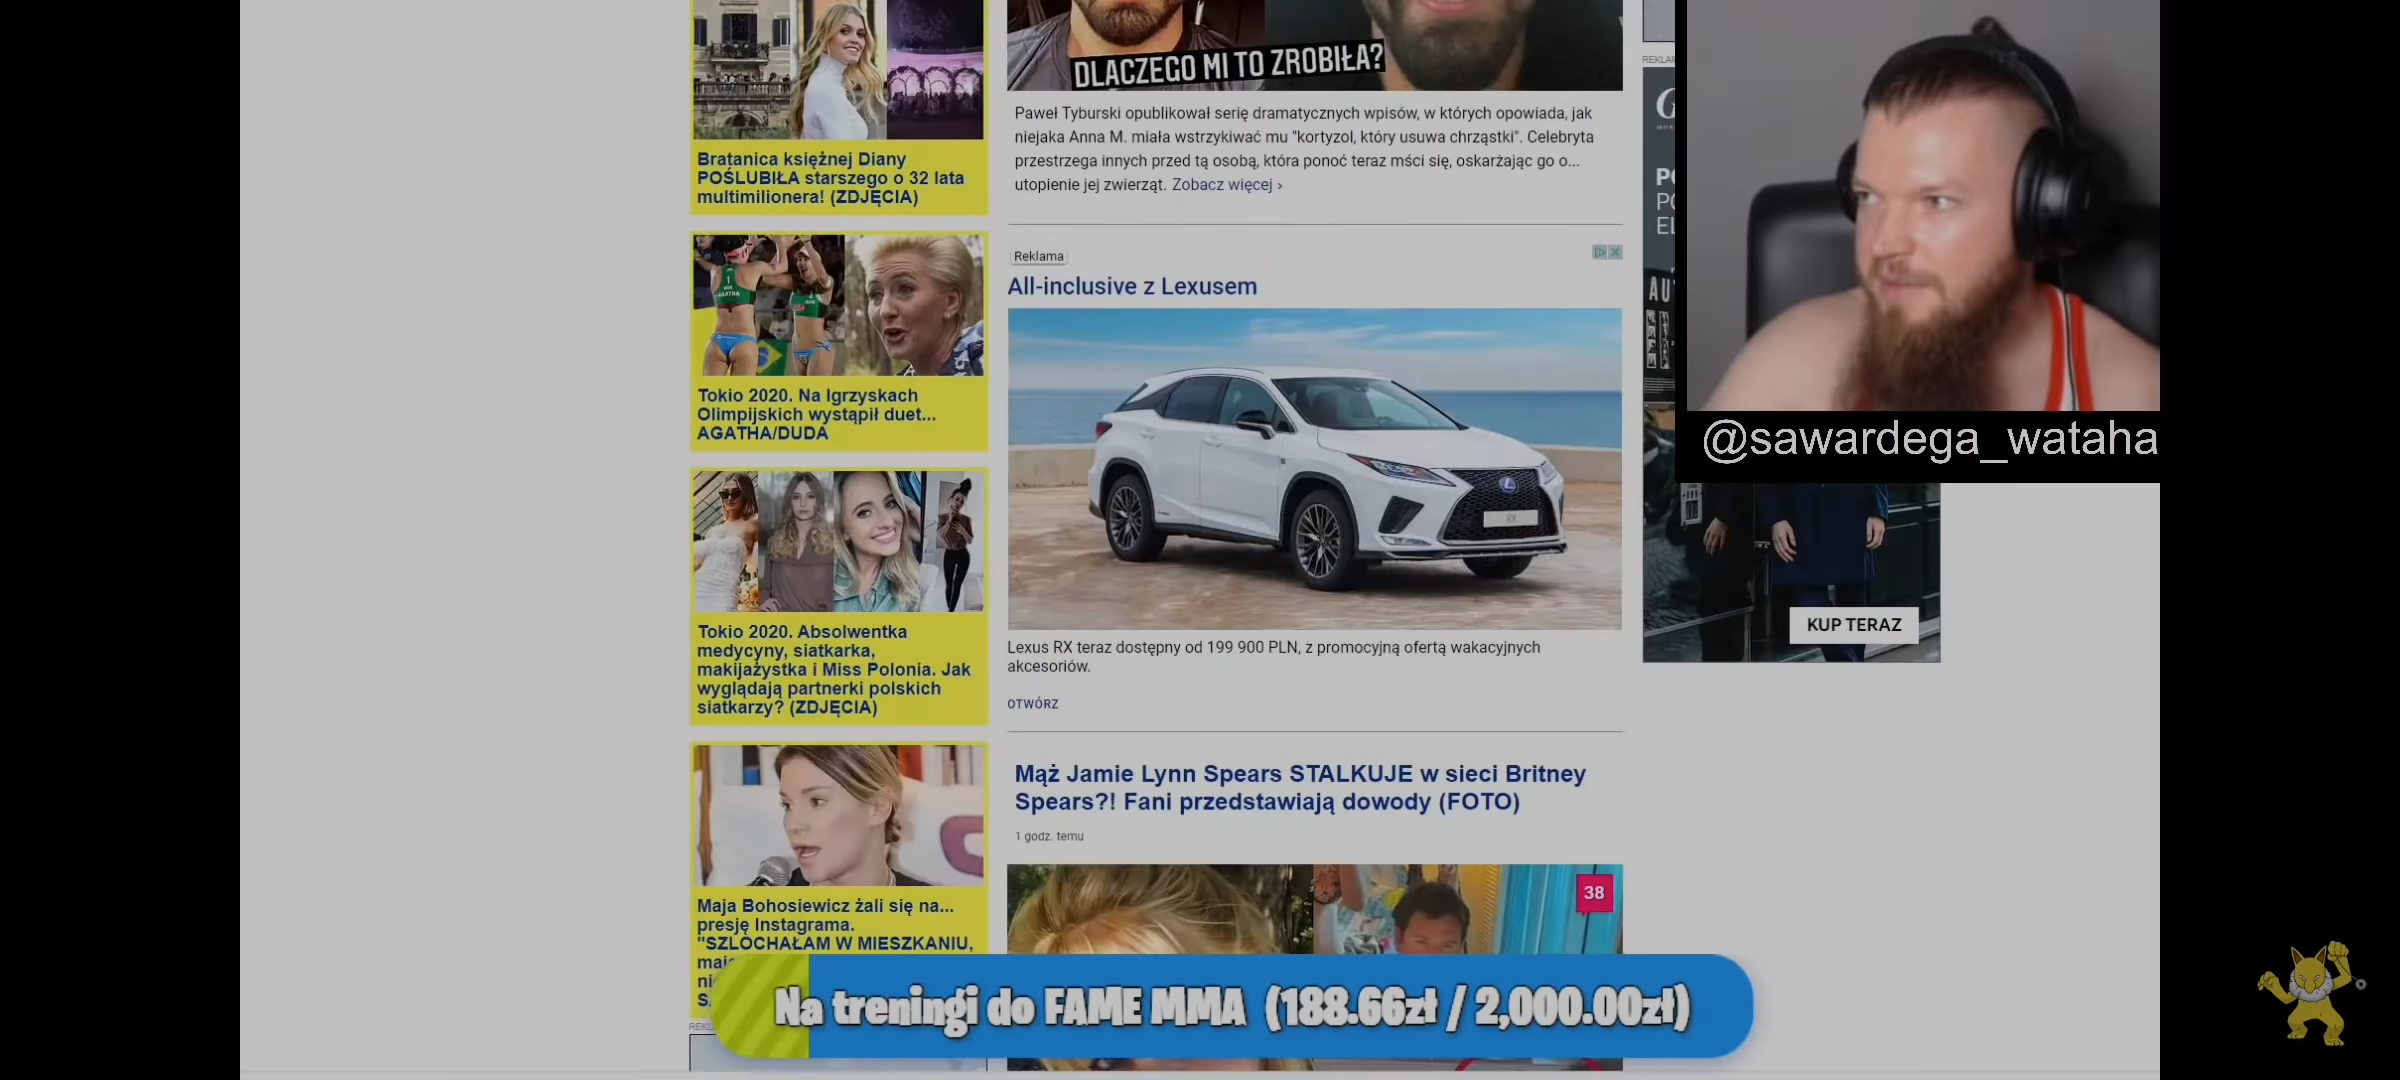 DLACZEGO MI TO ZROBIŁA?
Paweł Tyburski opublikował serię dramatycznych wpisów, w których opowiada, jak
niejaka Anna M. miała wstrzykiwać mu "kortyzol, który usuwa chrząstki". Celebryta
przestrzega innych przed tą osobą, która ponoć teraz mści się, oskarżając go o...
utopienie jej zwierząt. Zobacz więcej ›
Bratanica księżnej Diany
POŚLUBIŁA starszego o 32 lata
multimilionera! (ZDJĘCIA)
AGATHA
Tokio 2020. Na Igrzyskach
Olimpijskich wystąpił duet...
AGATHA/DUDA
Tokio 2020. Absolwentka
medycyny, siatkarka,
makijażystka i Miss Polonia. Jak
wyglądają partnerki polskich
siatkarzy? (ZDJĘCIA)
Maja Bohosiewicz żali się na...
presję Instagrama.
"SZLOCHAŁAM W MIESZKANIU,
Reklama
All-inclusive z Lexusem
Lexus RX teraz dostępny od 199 900 PLN, z promocyjną ofertą wakacyjnych
akcesoriów.
OTWÓRZ
Mąż Jamie Lynn Spears STALKUJE w sieci Britney
Spears?! Fani przedstawiają dowody (FOTO)
1 godz. temu
38
@sawardega_wataha
KUP TERAZ
Na treningi do FAME MMA (188.66zł / 2,000.00zł)